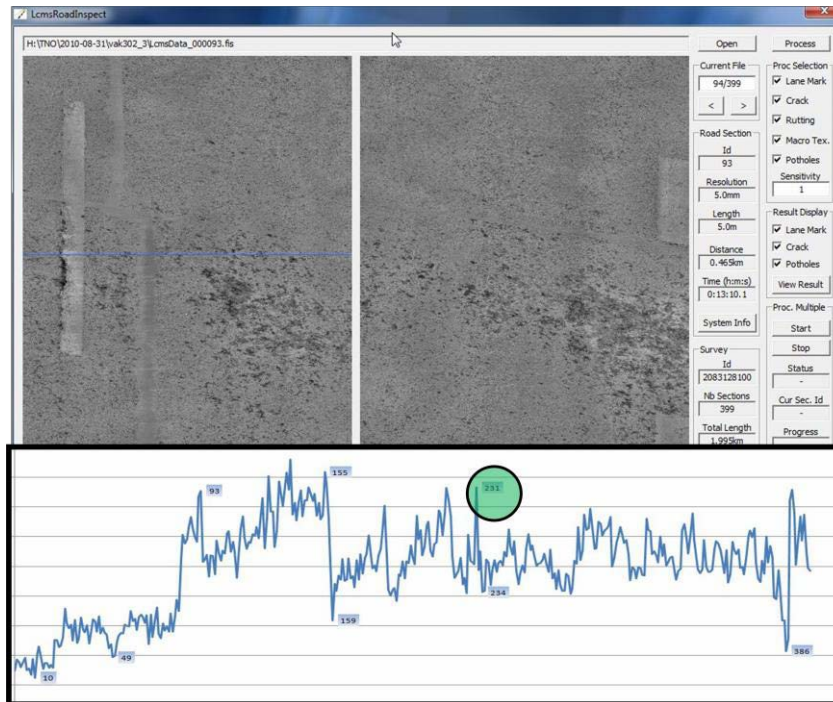 LcmsRoadInspect
H:\TNO\2010-08-31\vak302_3\LcmsData_000093.fis
Open
Process
Current File
94/399
<
>
Road Section
Id
93
Resolution
5.0mm
Length
5.0m
Distance
0.465km
Time (h:m:s)
0:13:10.1
System Info
Survey
Id
2083128100
Nb Sections
399
Total Length
1.995km
Proc Selection
Lane Mark
Crack
Rutting
Macro Tex.
Potholes
Sensitivity
1
Result Display
Lane Mark
Crack
Potholes
View Result
Proc. Multiple
Start
Stop
Status
-
Cur Sec. Id
-
Progress
10
49
93
155
159
231
234
386